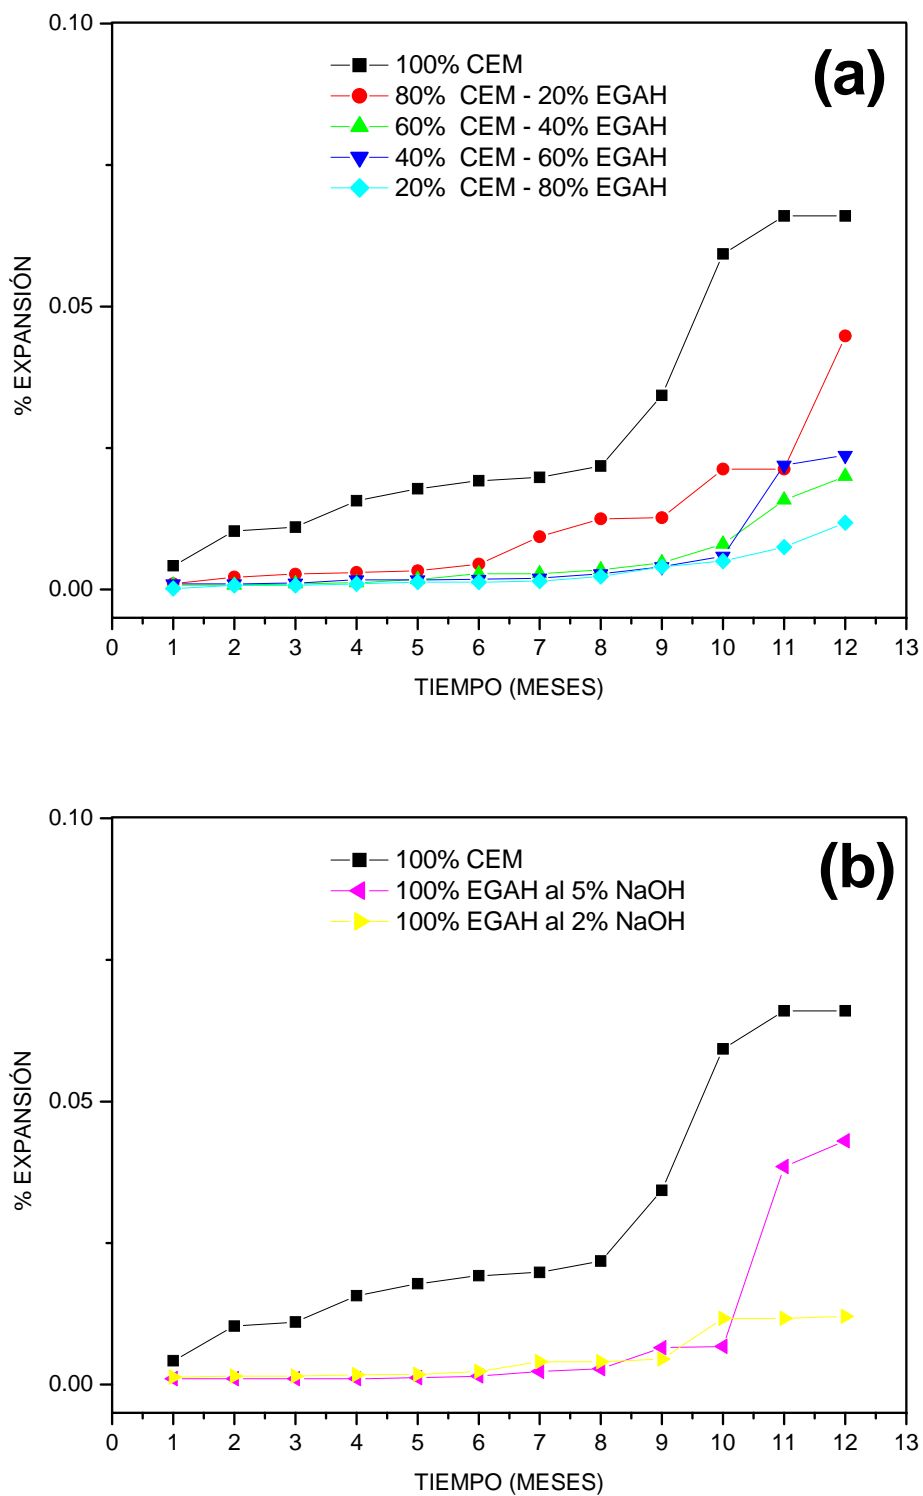 0.10
(a)
100% CEM
80%  CEM - 20% EGAH
60%  CEM - 40% EGAH
40%  CEM - 60% EGAH
20%  CEM - 80% EGAH
% EXPANSIÓN
0.05
0.00
0 1 2 3 4 5 6 7 8 9 10 11 12 13
TIEMPO (MESES)
0.10
(b)
100% CEM
100% EGAH al 5% NaOH
100% EGAH al 2% NaOH
% EXPANSIÓN
0.05
0.00
0 1 2 3 4 5 6 7 8 9 10 11 12 13
TIEMPO (MESES)